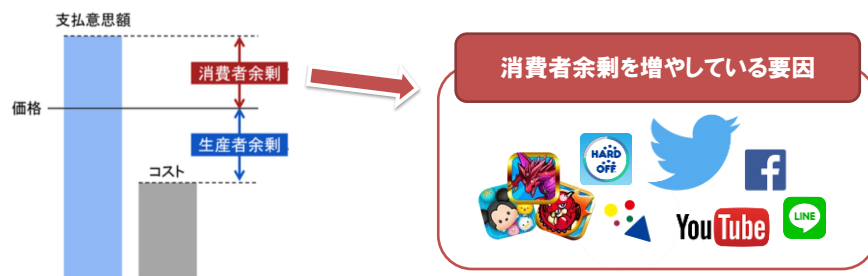 支払意思額
消費者余剰
価格
生産者余剰
コスト
消費者余剰を増やしている要因
HARD
OFF
YouTube
LINE